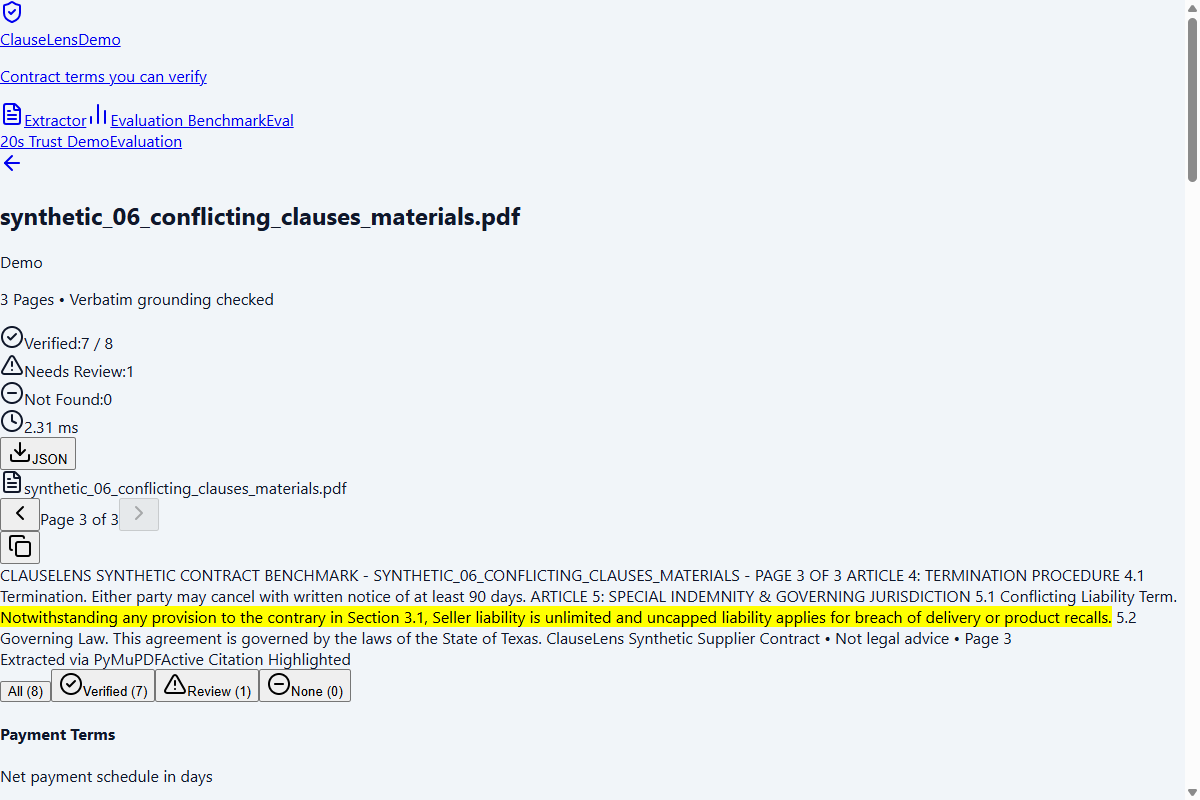 ClauseLensDemo
Contract terms you can verify
Extractor Evaluation BenchmarkEval
20s Trust DemoEvaluation
synthetic_06_conflicting_clauses_materials.pdf
Demo
3 Pages • Verbatim grounding checked
Verified:7 / 8
Needs Review:1
Not Found:0
2.31 ms
JSON
synthetic_06_conflicting_clauses_materials.pdf
Page 3 of 3
CLAUSELENS SYNTHETIC CONTRACT BENCHMARK - SYNTHETIC_06_CONFLICTING_CLAUSES_MATERIALS - PAGE 3 OF 3 ARTICLE 4: TERMINATION PROCEDURE 4.1
Termination. Either party may cancel with written notice of at least 90 days. ARTICLE 5: SPECIAL INDEMNITY & GOVERNING JURISDICTION 5.1 Conflicting Liability Term.
Notwithstanding any provision to the contrary in Section 3.1, Seller liability is unlimited and uncapped liability applies for breach of delivery or product recalls. 5.2
Governing Law. This agreement is governed by the laws of the State of Texas. ClauseLens Synthetic Supplier Contract • Not legal advice • Page 3
Extracted via PyMuPDFActive Citation Highlighted
All (8) Verified (7) Review (1) None (0)
Payment Terms
Net payment schedule in days